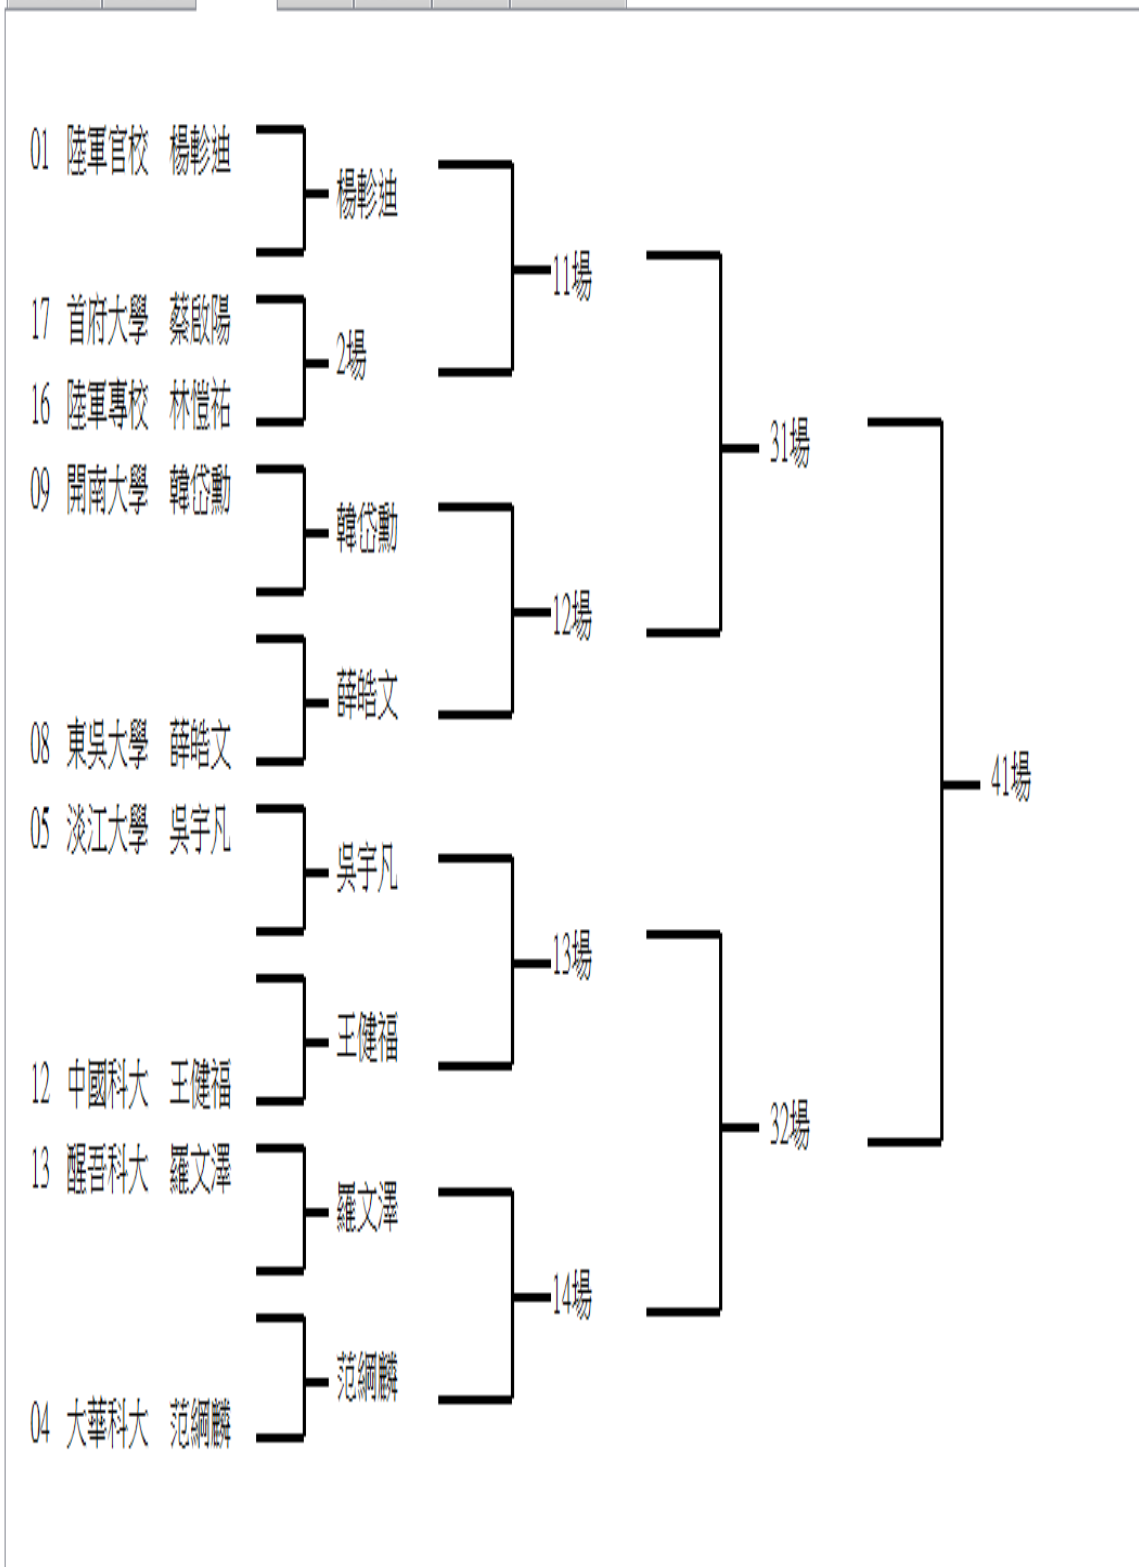 01 陸軍官校 楊軫迪
楊軫迪
11場
17 首府大學 蔡啟陽
2場
16 陸軍專校 林愷祐
31場
09 開南大學 韓岱勳
韓岱勳
12場
薛皓文
08 東吳大學 薛皓文
41場
05 淡江大學 吳宇凡
吳宇凡
13場
王健福
12 中國科大 王健福
32場
13 醒吾科大 羅文澤
羅文澤
14場
范綱麟
04 大華科大 范綱麟